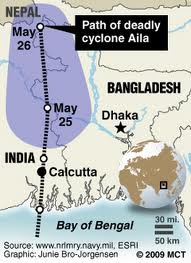 NEPAL
May
26
Path of deadly
cyclone Aila
BANGLADESH
May
25
Dhaka
INDIA
Calcutta
Bay of Bengal
30 mi.
50 km
Source: www.nrlmry.navy.mil, ESRI
Graphic: Junie Bro-Jorgensen
© 2009 MCT